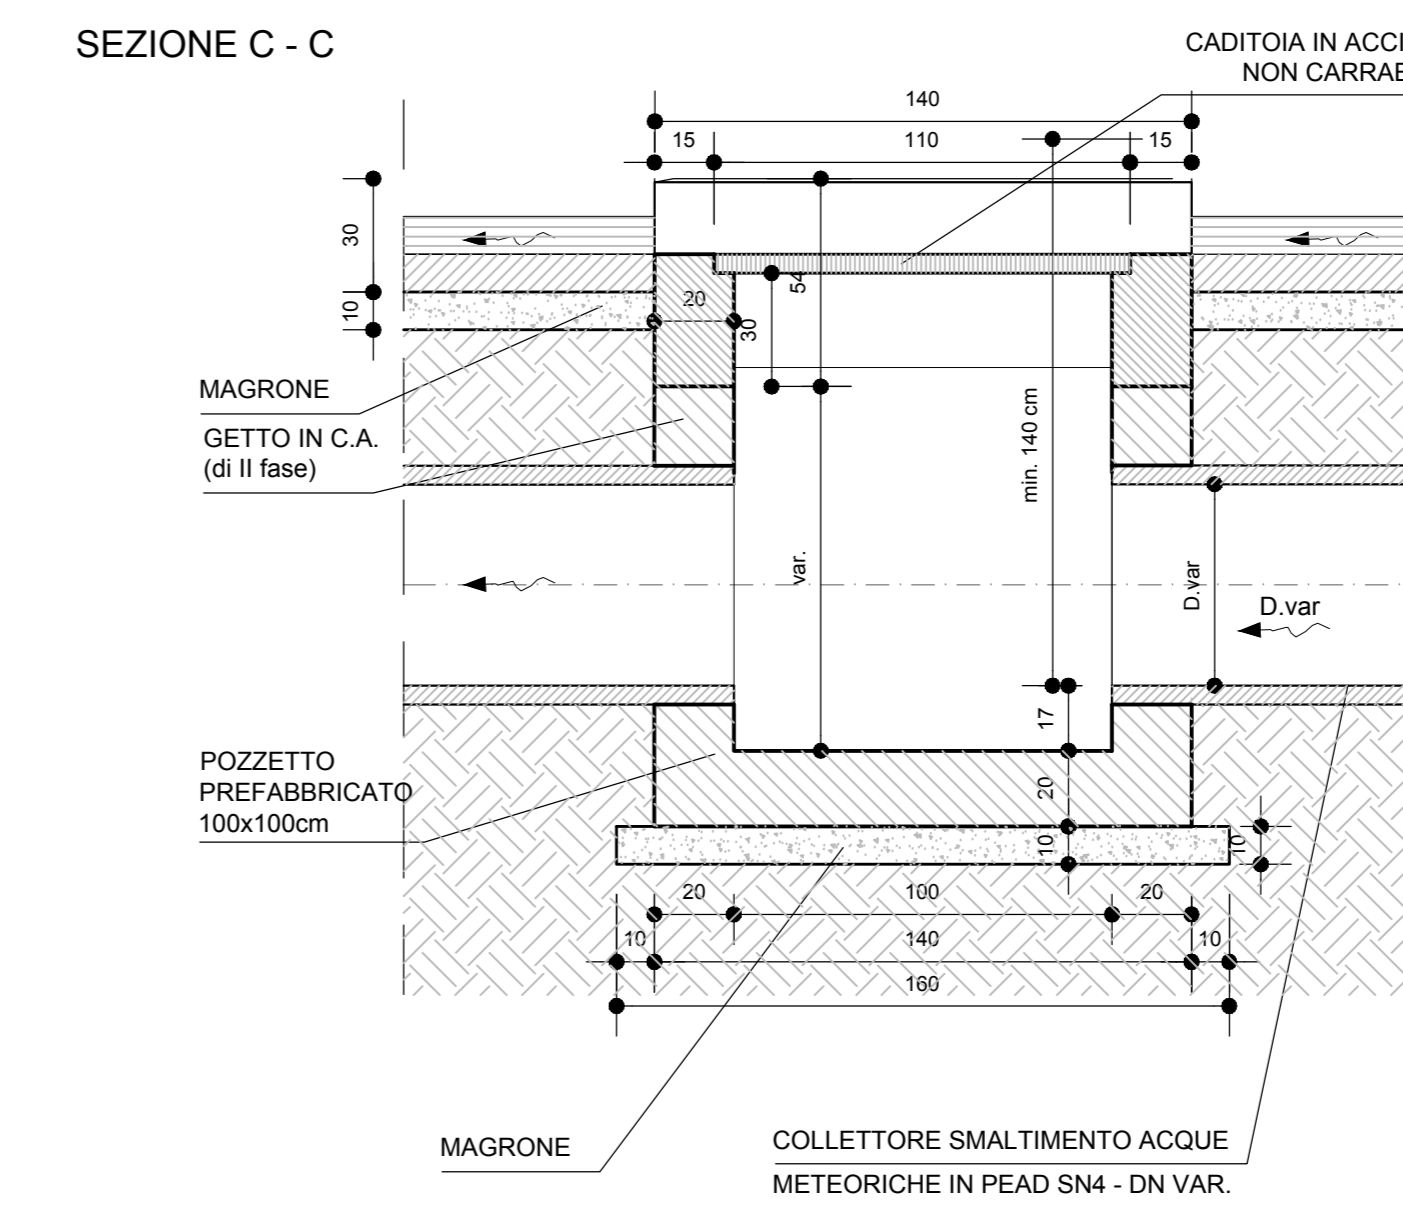 SEZIONE C - C
CADITOIA IN ACCI
NON CARRAB
140
15
110
15
30
10
20
30
54
MAGRONE
GETTO IN C.A.
(di II fase)
min. 140 cm
var.
D.var
D.var
17
20
10
10
POZZETTO
PREFABBRICATO
100x100cm
20
100
20
10
140
10
160
MAGRONE
COLLETTORE SMALTIMENTO ACQUE
METEORICHE IN PEAD SN4 - DN VAR.